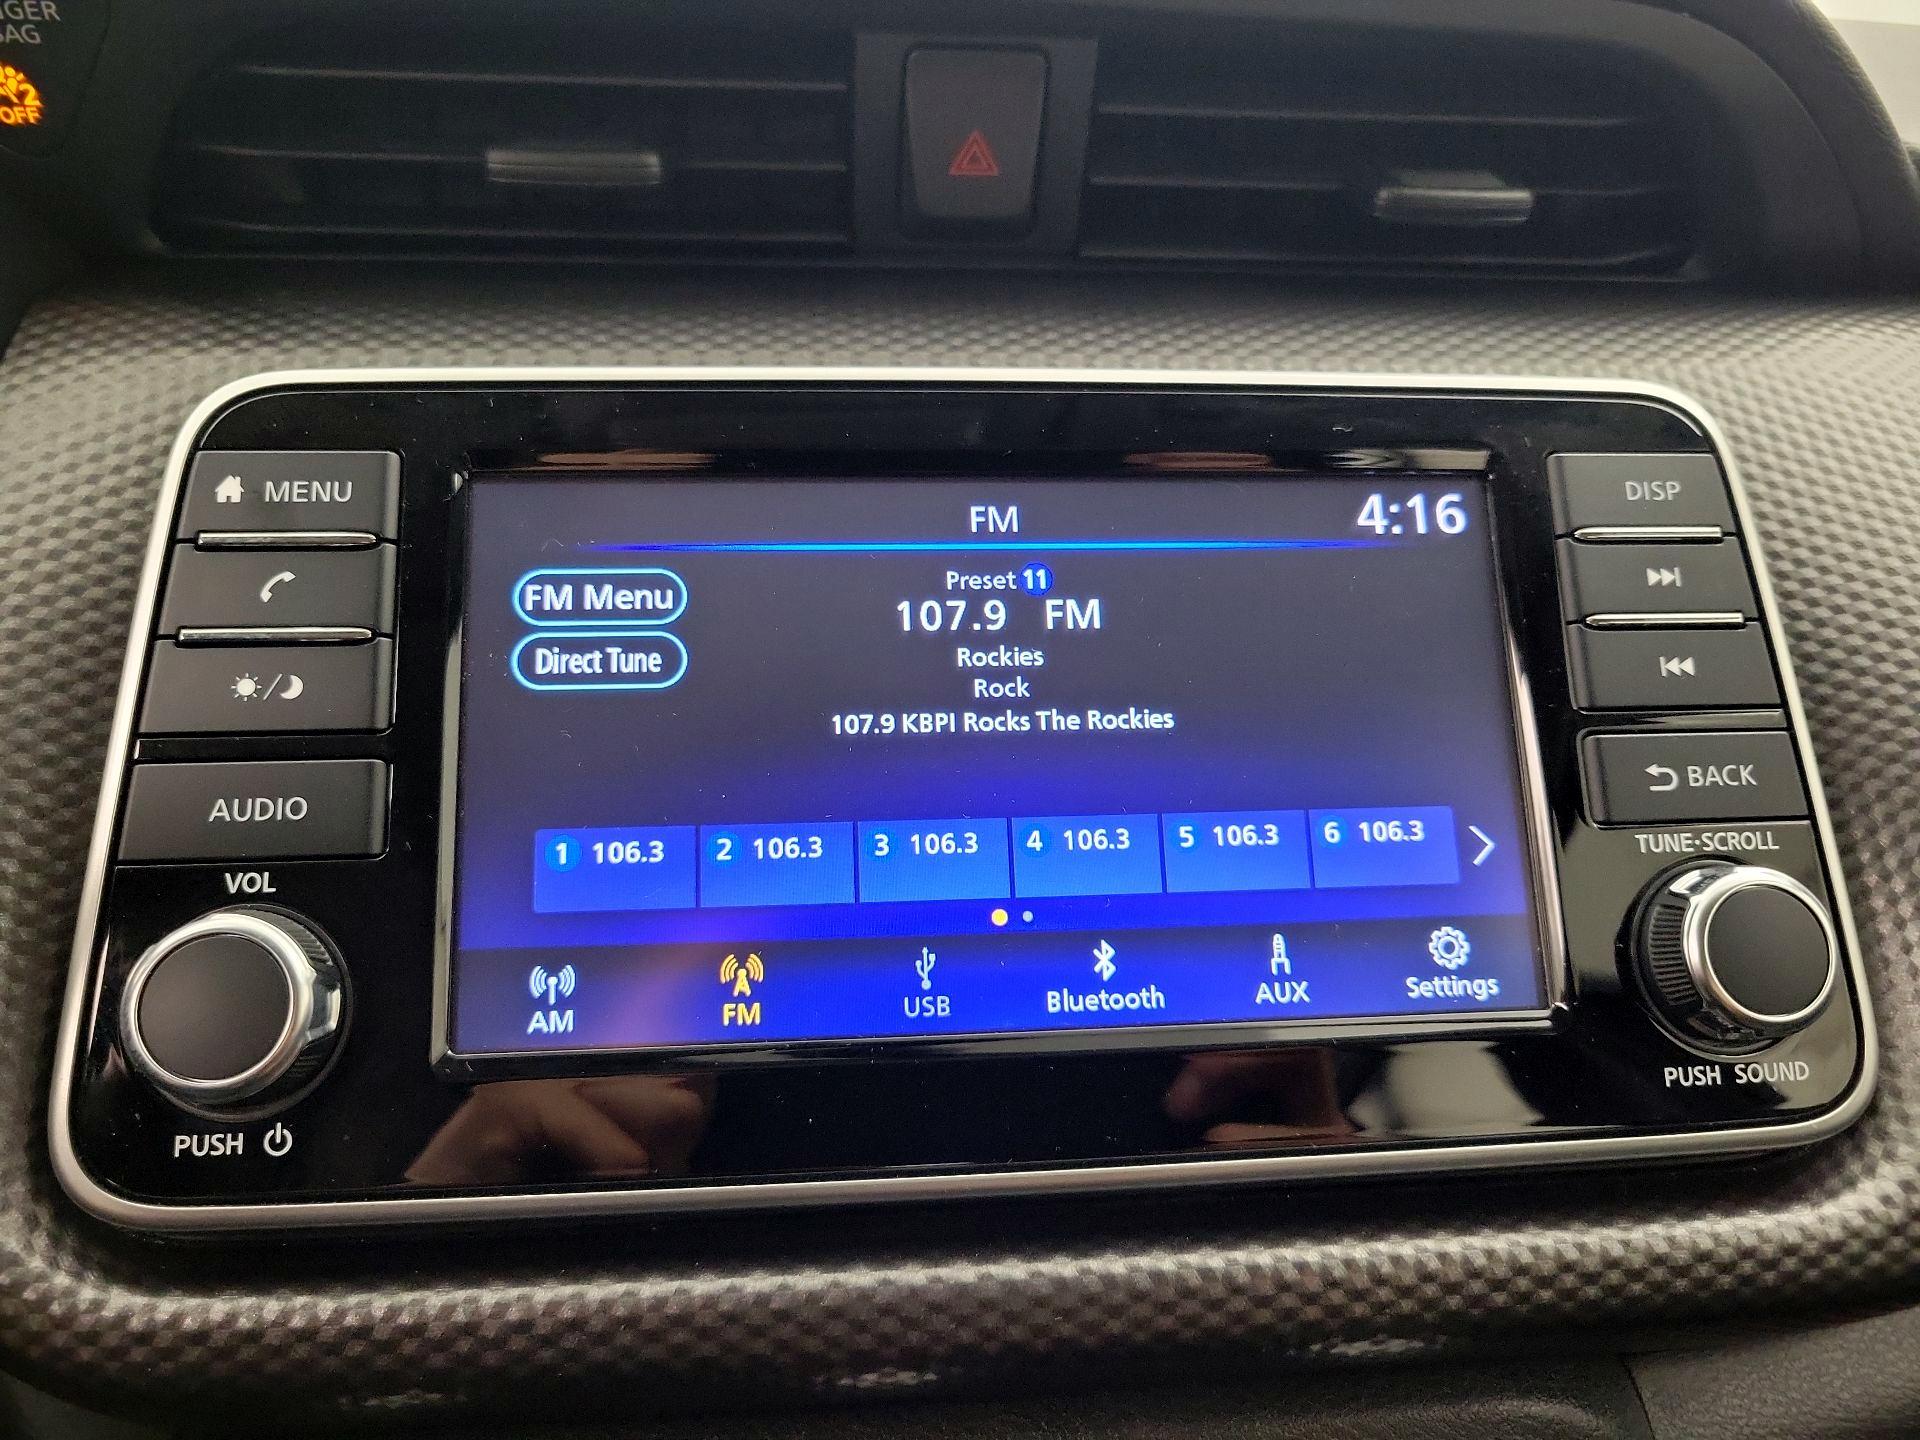 2
OFF
MENU
AUDIO
VOL
PUSH
FM
4:16
FM Menu
Direct Tune
Preset 11
107.9 FM
Rockies
Rock
107.9 KBPI Rocks The Rockies
1 106.3 2 106.3 3 106.3 4 106.3 5 106.3 6 106.3
AM FM USB Bluetooth AUX Settings
DISP
BACK
TUNE·SCROLL
PUSH SOUND